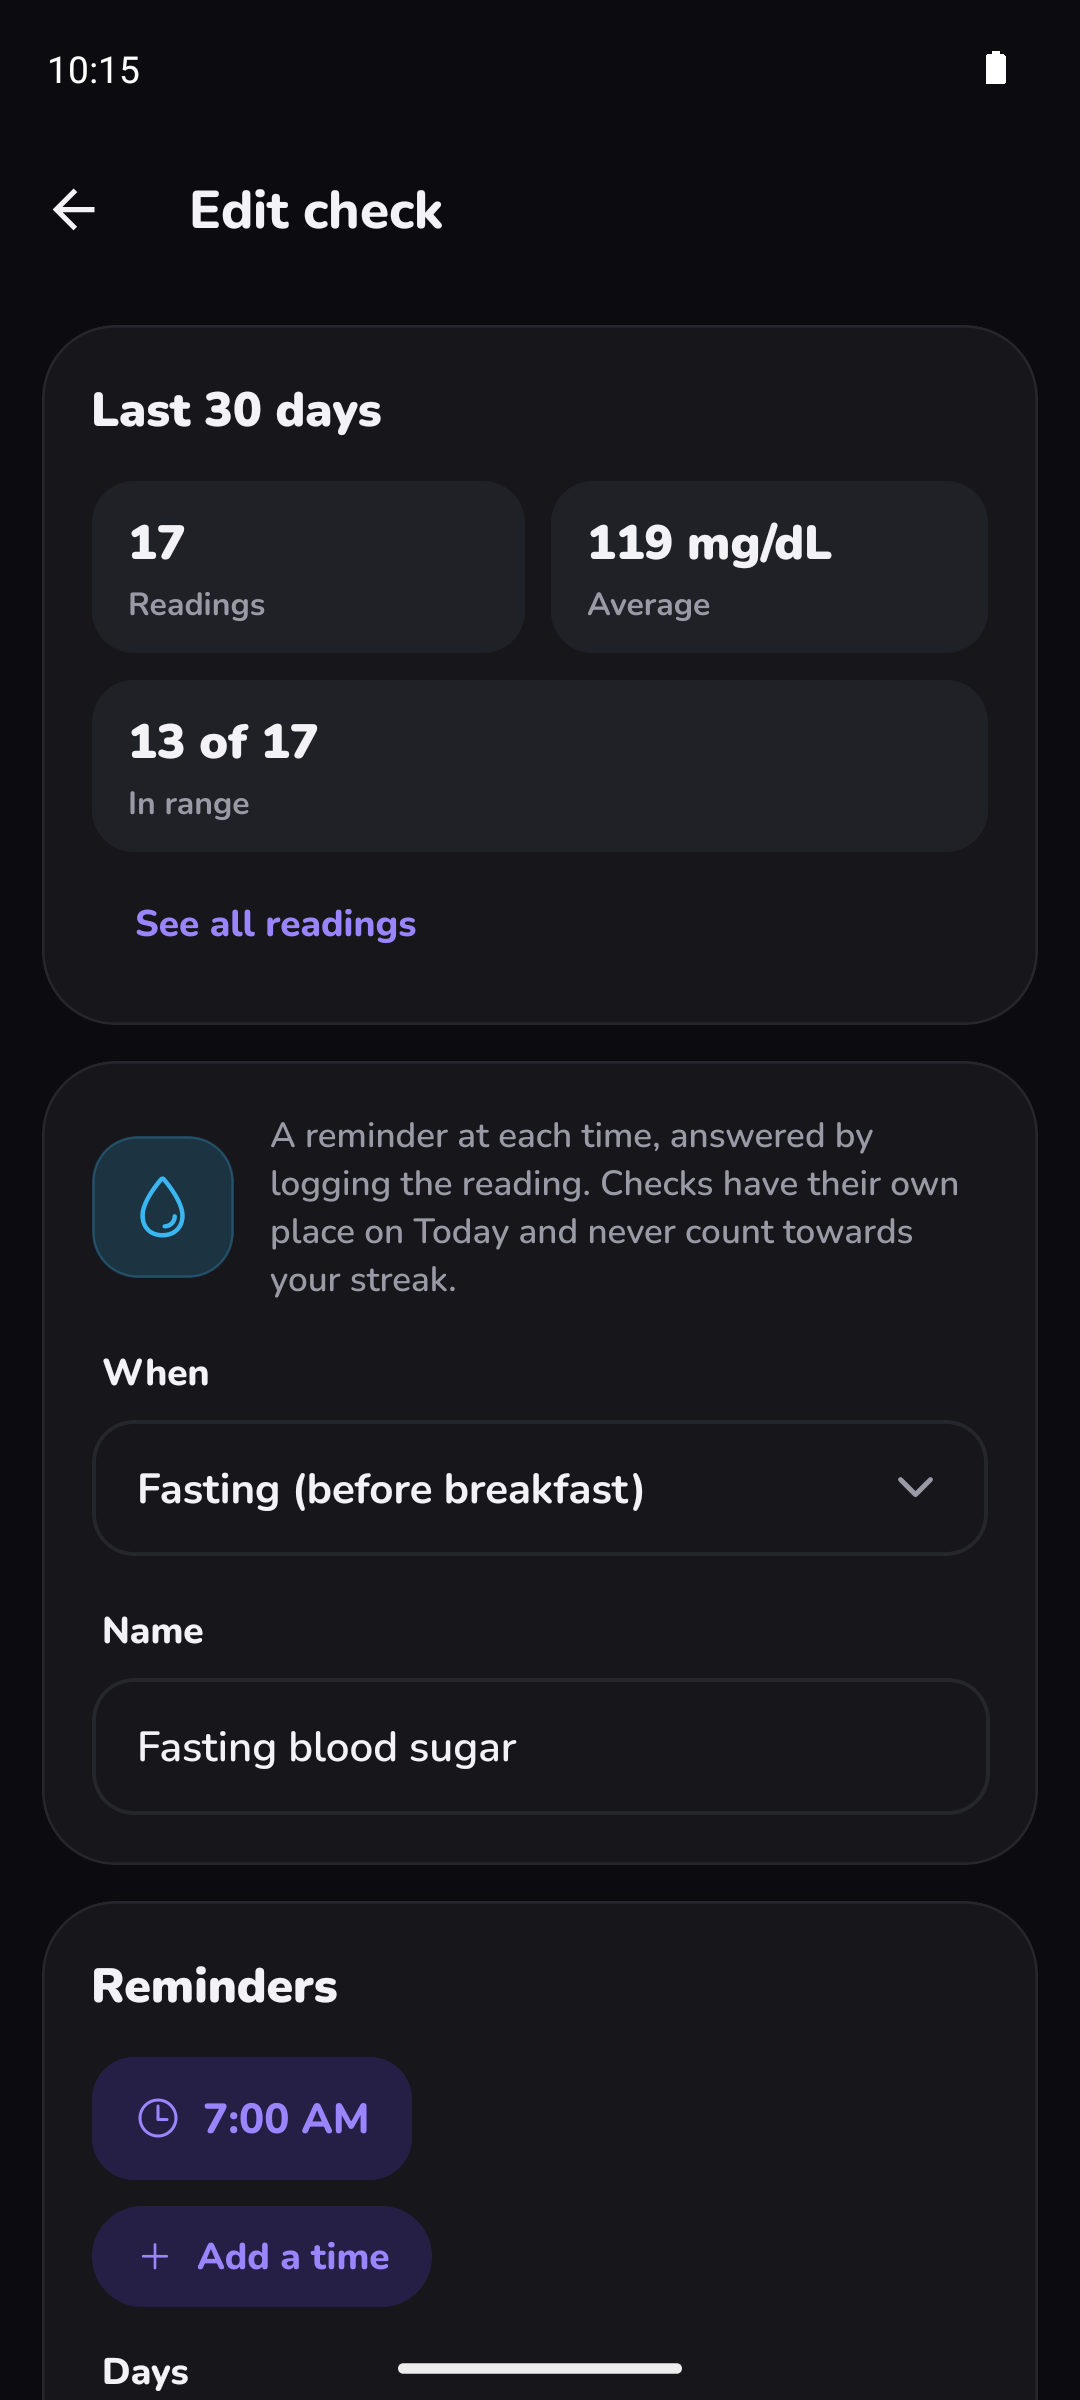 10:15
Edit check
Last 30 days
17
Readings
119 mg/dL
Average
13 of 17
In range
See all readings
A reminder at each time, answered by
logging the reading. Checks have their own
place on Today and never count towards
your streak.
When
Fasting (before breakfast)
Name
Fasting blood sugar
Reminders
7:00 AM
Add a time
Days